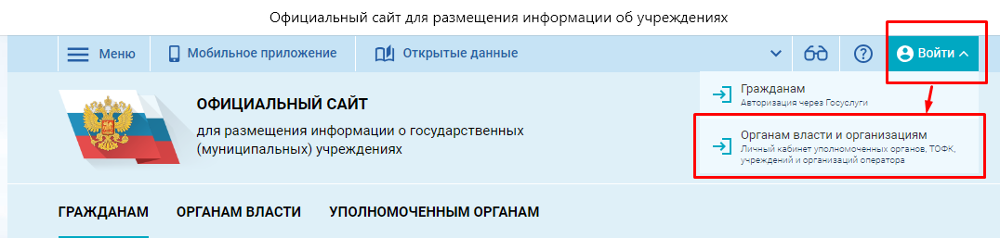 Официальный сайт для размещения информации об учреждениях
Меню
Мобильное приложение
Открытые данные
Войти
Гражданам
Авторизация через Госуслуги
Органам власти и организациям
Личный кабинет уполномоченных органов, ТОФК,
учреждений и организаций оператора
ОФИЦИАЛЬНЫЙ САЙТ
для размещения информации о государственных
(муниципальных) учреждениях
ГРАЖДАНАМ
ОРГАНАМ ВЛАСТИ
УПОЛНОМОЧЕННЫМ ОРГАНАМ